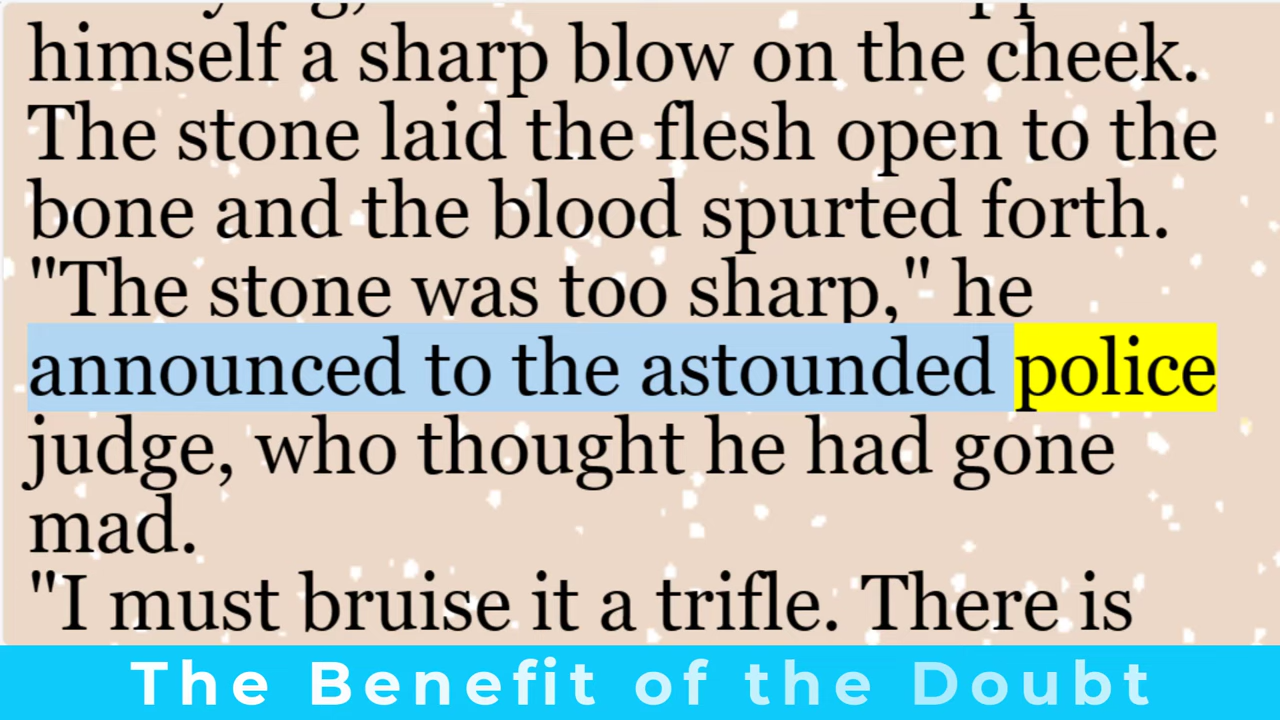 himself a sharp blow on the cheek.
The stone laid the flesh open to the
bone and the blood spurted forth.
"The stone was too sharp," he
announced to the astounded police
judge, who thought he had gone
mad.
"I must bruise it a trifle. There is
The Benefit of the Doubt